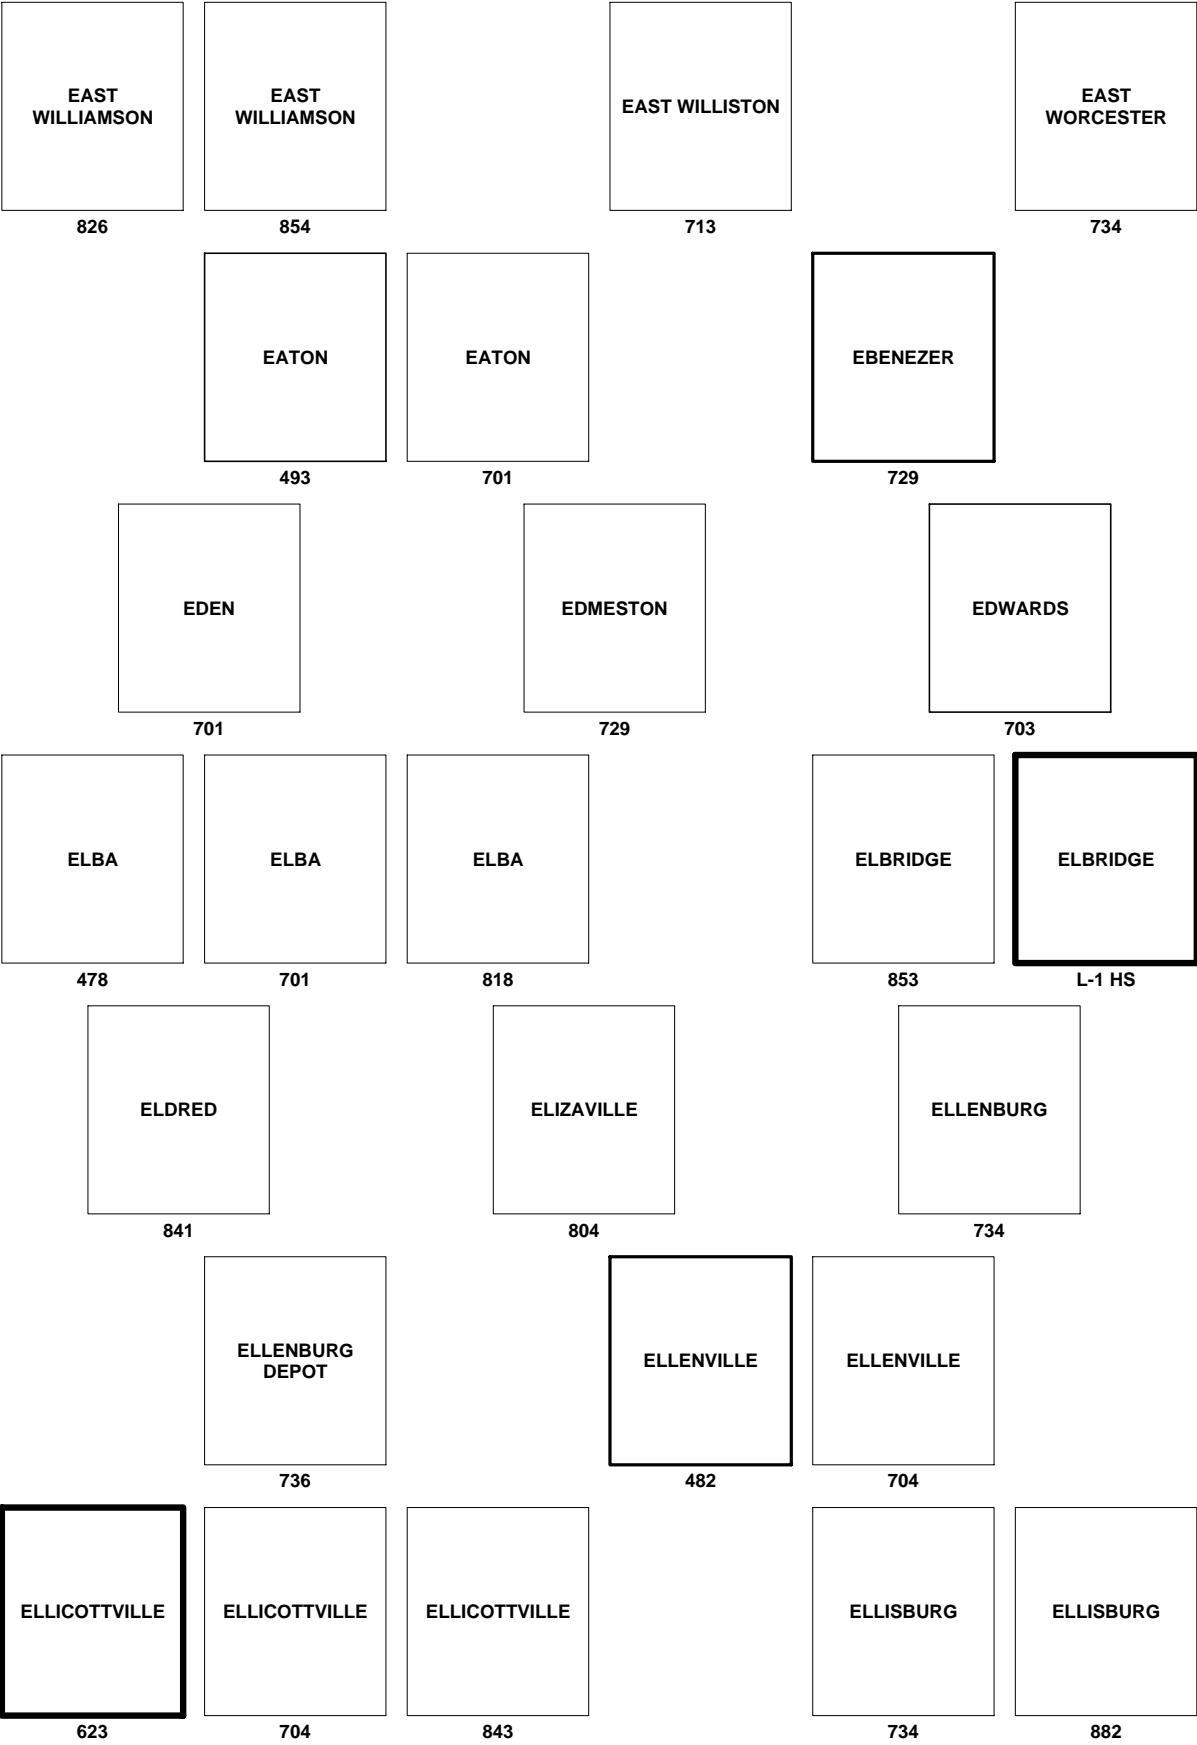 EAST
WILLIAMSON
826
EAST
WILLIAMSON
854
EAST WILLISTON
713
EAST
WORCESTER
734
EATON
493
EATON
701
EBENEZER
729
EDEN
701
EDMESTON
729
EDWARDS
703
ELBA
478
ELBA
701
ELBA
818
ELBRIDGE
853
ELBRIDGE
L-1 HS
ELDRED
841
ELIZAVILLE
804
ELLENBURG
734
ELLENBURG
DEPOT
736
ELLENVILLE
482
ELLENVILLE
704
ELLICOTTVILLE
623
ELLICOTTVILLE
704
ELLICOTTVILLE
843
ELLISBURG
734
ELLISBURG
882